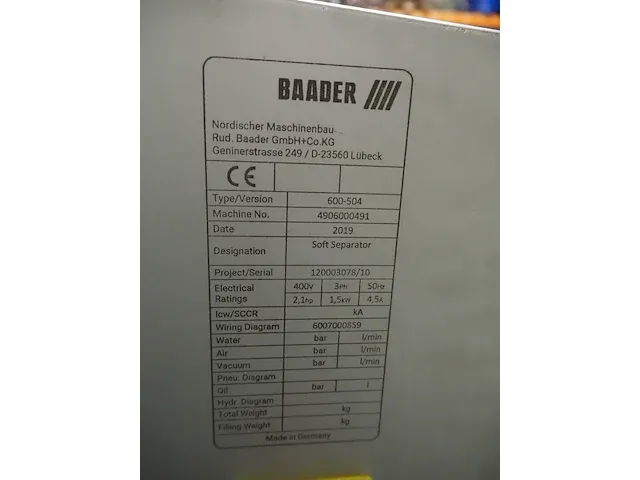 BAADER
Nordischer Maschinenbau
Rud. Baader GmbH+Co.KG
Geninerstrasse 249 / D-23560 Lübeck
CE
Type/Version 600-504
Machine No. 4906000491
Date 2019
Designation Soft Separator
Project/Serial 120003078/10
Electrical Ratings 400V 3Ph 50Hz
2,1hp 1,5kW 4,5A
Icw/SCCR kA
Wiring Diagram 6007000859
Water bar l/min
Air bar l/min
Vacuum bar l/min
Pneu. Diagram
Oil bar l
Hydr. Diagram
Total Weight kg
Filling Weight kg
Made in Germany